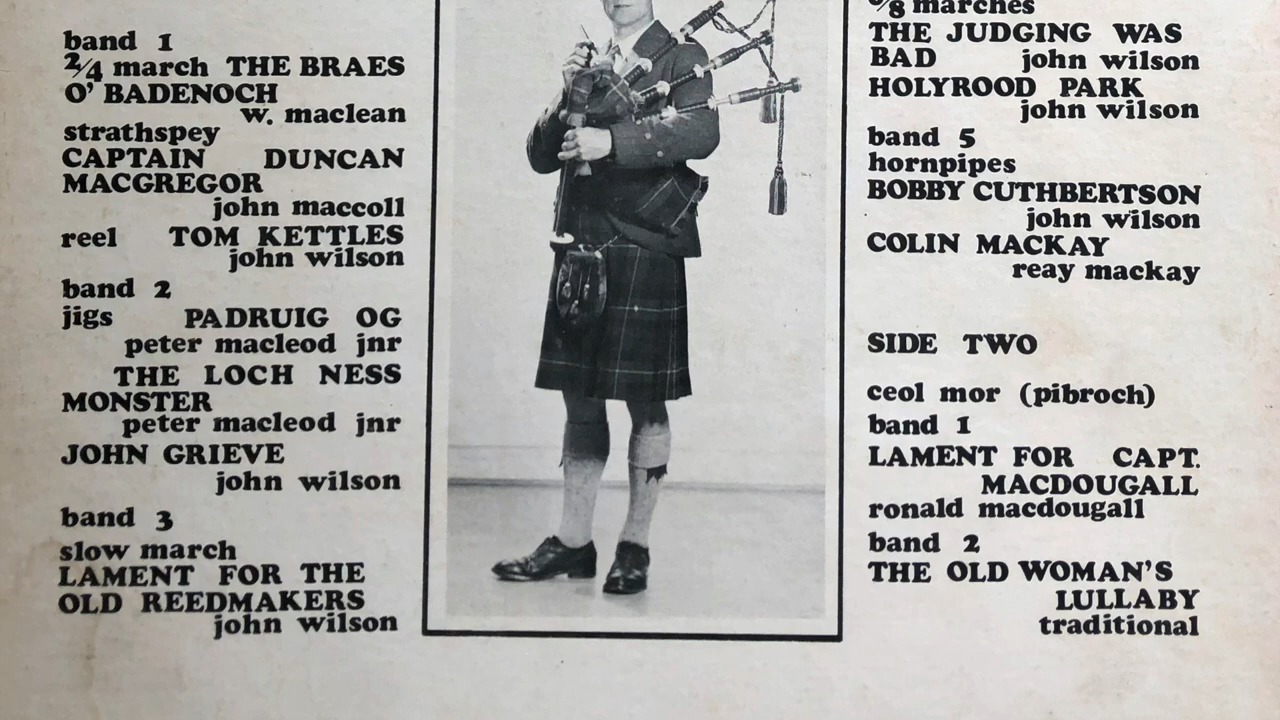 band 1
2/4 march THE BRAES
O' BADENOCH
w. maclean
strathspey
CAPTAIN DUNCAN
MACGREGOR
john maccoll
reel TOM KETTLES
john wilson
band 2
jigs PADRUIG OG
peter macleod jnr
THE LOCH NESS
MONSTER
peter macleod jnr
JOHN GRIEVE
john wilson
band 3
slow march
LAMENT FOR THE
OLD REEDMAKERS
john wilson
6/8 marches
THE JUDGING WAS
BAD john wilson
HOLYROOD PARK
john wilson
band 5
hornpipes
BOBBY CUTHBERTSON
john wilson
COLIN MACKAY
reay mackay
SIDE TWO
ceol mor (pibroch)
band 1
LAMENT FOR CAPT.
MACDOUGALL
ronald macdougall
band 2
THE OLD WOMAN'S
LULLABY
traditional